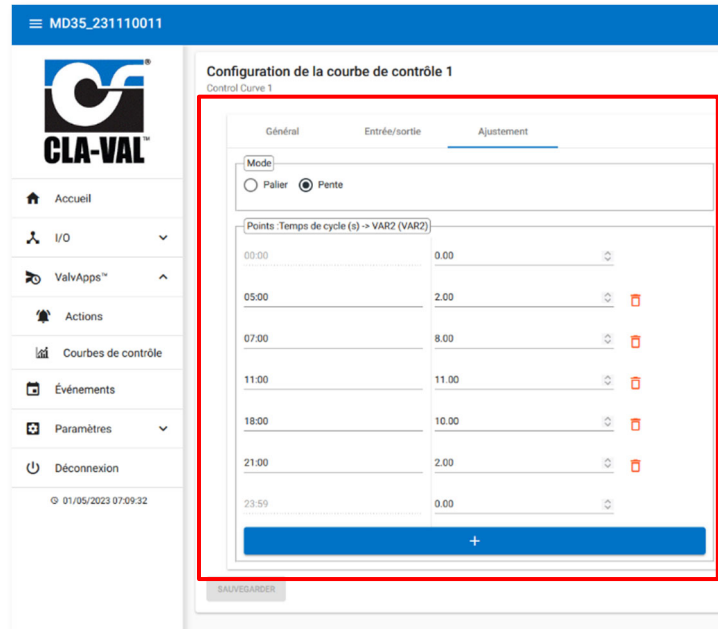 MD35_231110011
CLA-VAL™
Accueil
I/O
ValvApps™
Actions
Courbes de contrôle
Événements
Paramètres
Déconnexion
01/05/2023 07:09:32
Configuration de la courbe de contrôle 1
Control Curve 1
Général Entrée/sortie Ajustement
Mode
Palier Pente
Points :Temps de cycle (s) -> VAR2 (VAR2)
00:00 0.00
05:00 2.00
07:00 8.00
11:00 11.00
18:00 10.00
21:00 2.00
23:59 0.00
+
SAUVEGARDER